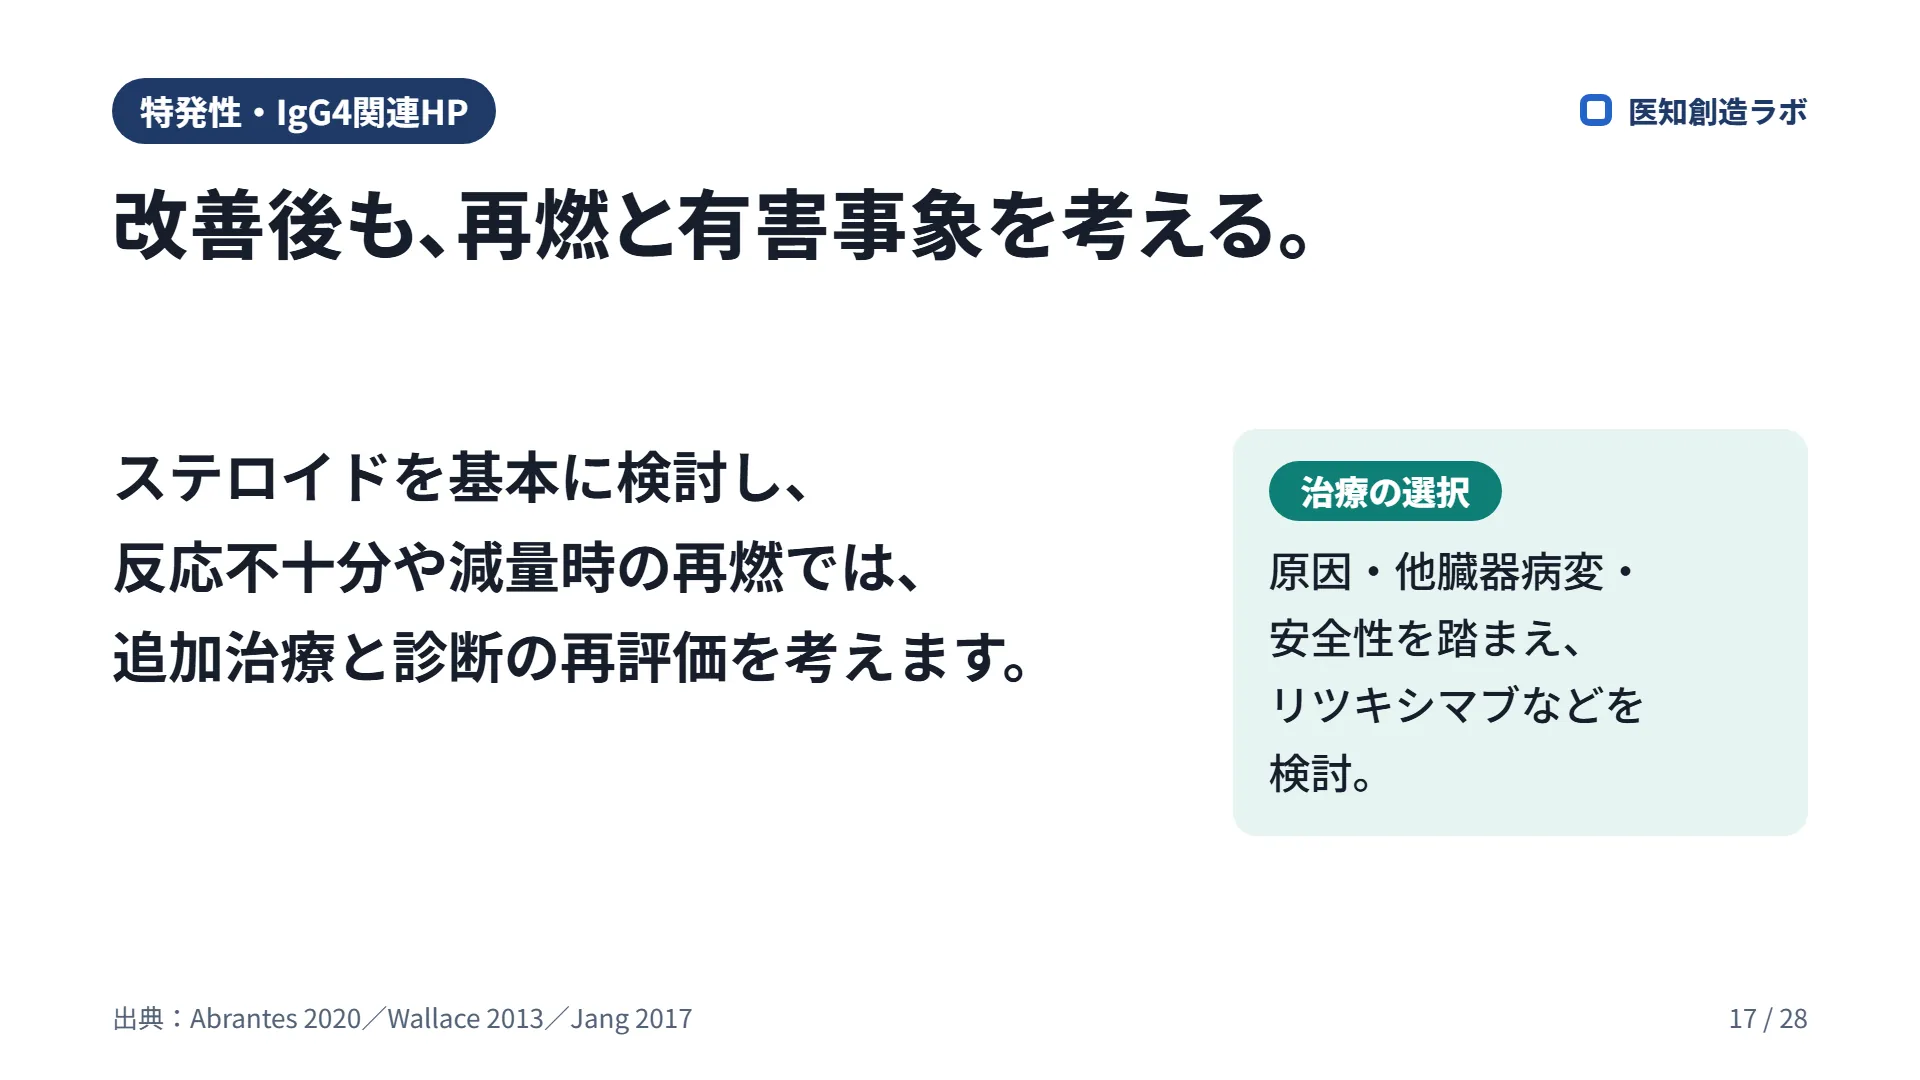 特発性・IgG4関連HP
医知創造ラボ
改善後も、再燃と有害事象を考える。
ステロイドを基本に検討し、
反応不十分や減量時の再燃では、
追加治療と診断の再評価を考えます。
治療の選択
原因・他臓器病変・
安全性を踏まえ、
リツキシマブなどを
検討。
出典：Abrantes 2020／Wallace 2013／Jang 2017
17 / 28